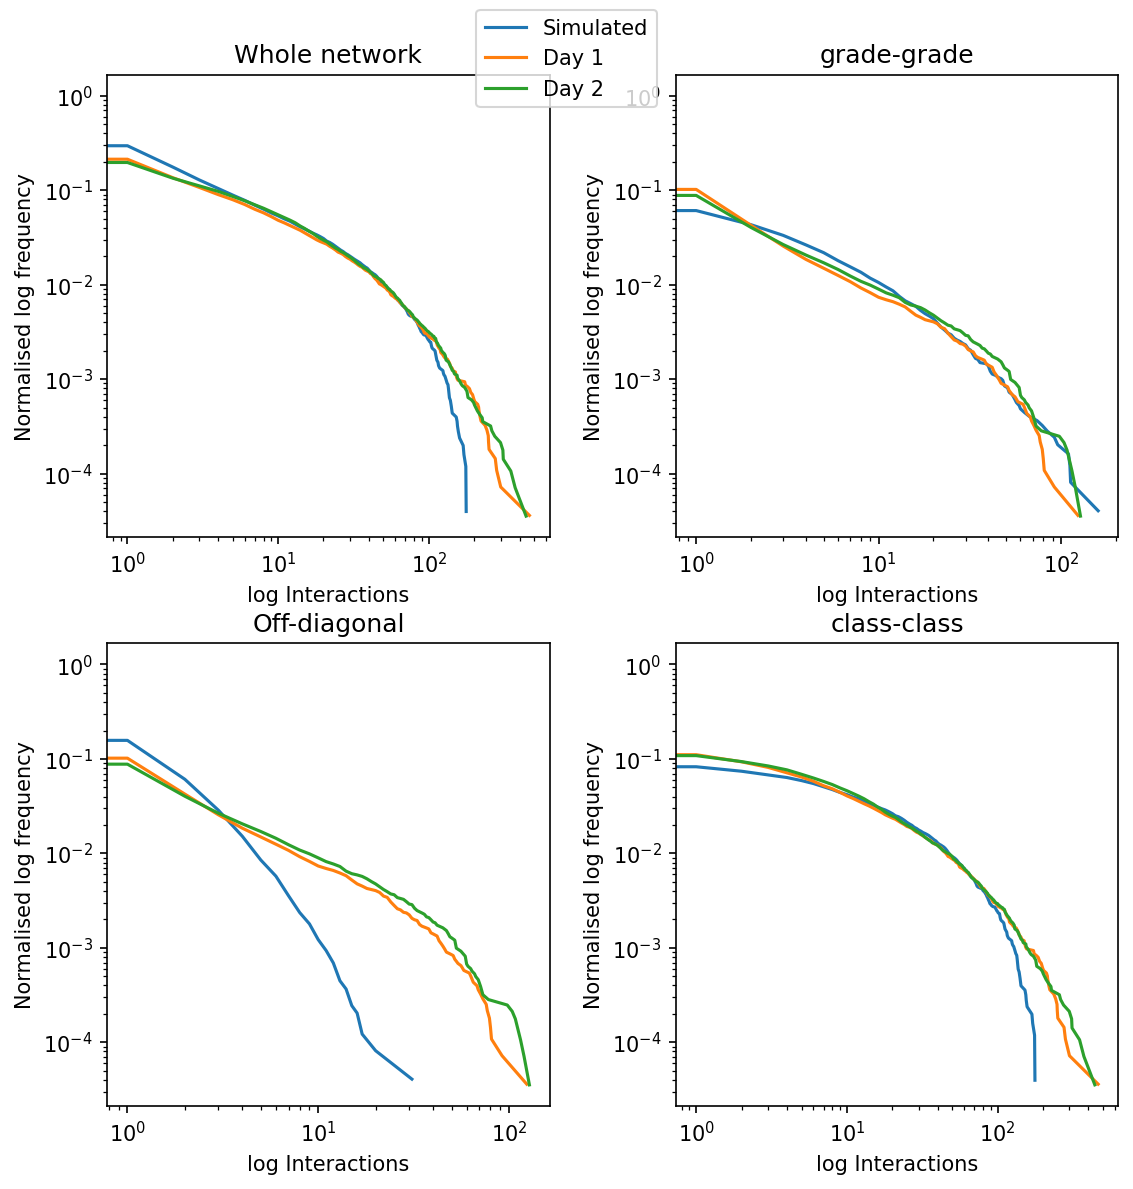 Simulated
Day 1
Day 2
Whole network
grade-grade
10⁰
10⁻¹
10⁻²
10⁻³
10⁻⁴
Normalised log frequency
10⁰ 10¹ 10²
log Interactions
10⁰
10⁻¹
10⁻²
10⁻³
10⁻⁴
Normalised log frequency
10⁰ 10¹ 10²
log Interactions
Off-diagonal
class-class
10⁰
10⁻¹
10⁻²
10⁻³
10⁻⁴
Normalised log frequency
10⁰ 10¹ 10²
log Interactions
10⁰
10⁻¹
10⁻²
10⁻³
10⁻⁴
Normalised log frequency
10⁰ 10¹ 10²
log Interactions